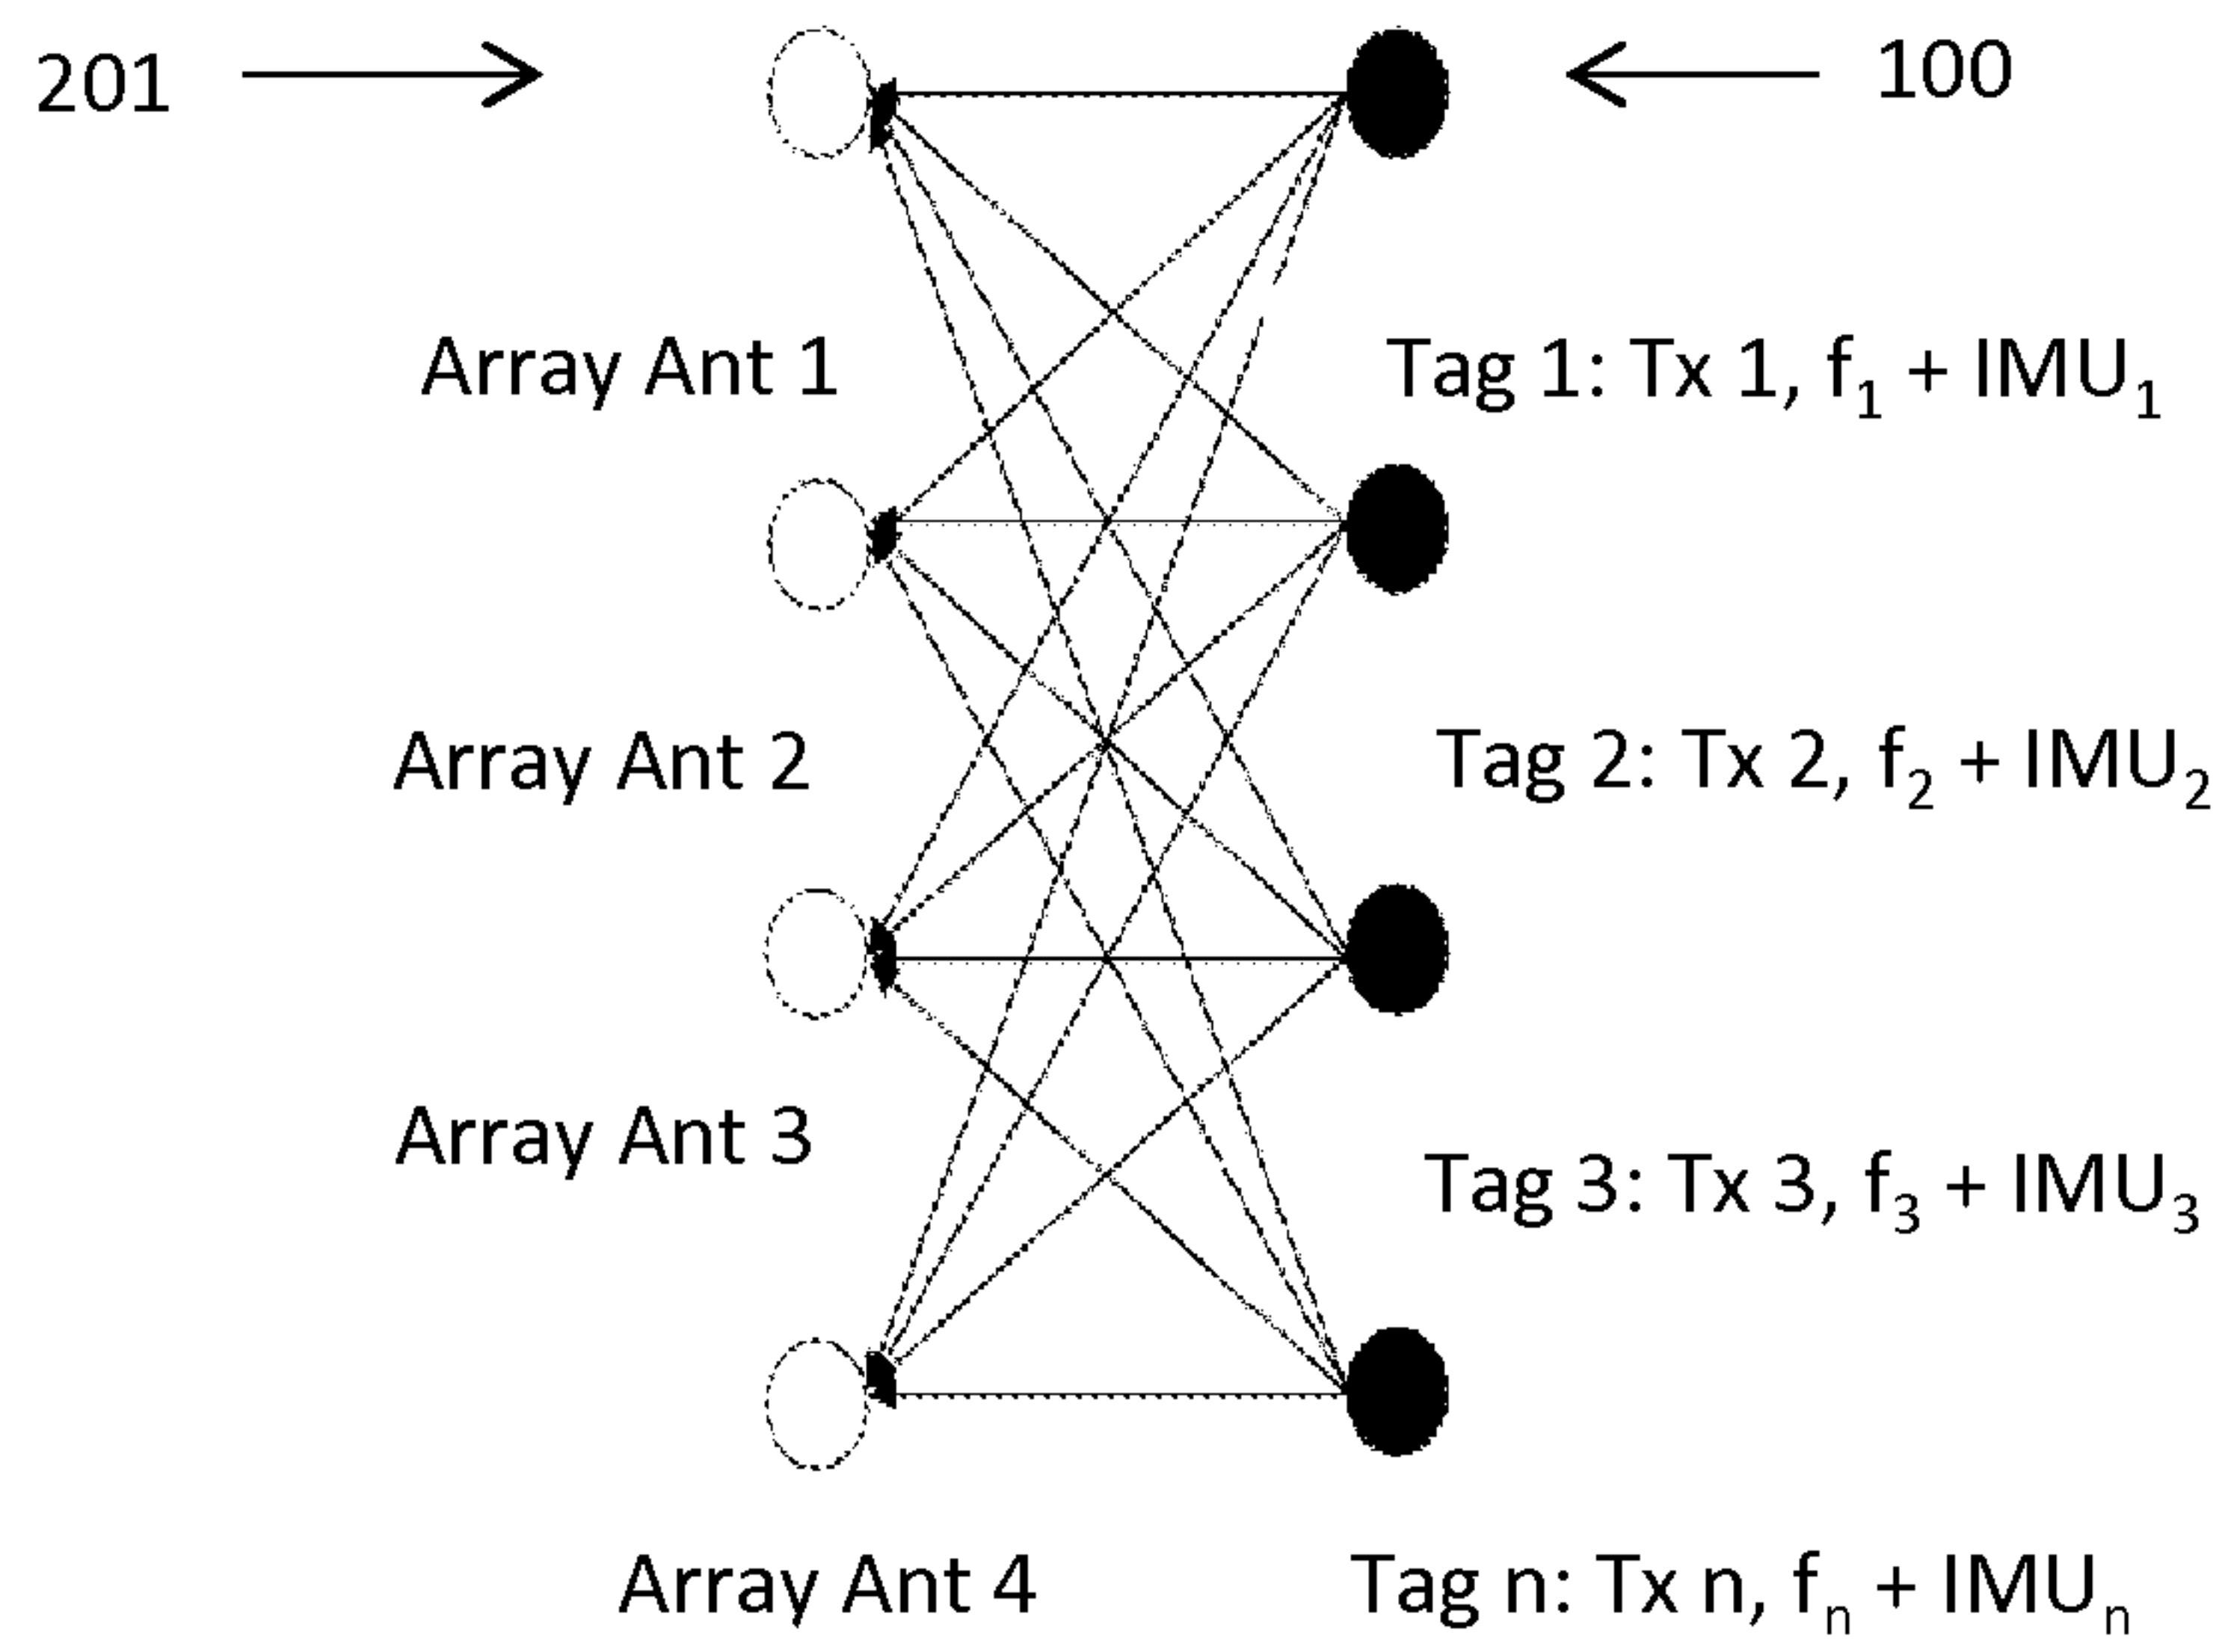 201
100
Array Ant 1
Tag 1: Tx 1, f₁ + IMU₁
Array Ant 2
Tag 2: Tx 2, f₂ + IMU₂
Array Ant 3
Tag 3: Tx 3, f₃ + IMU₃
Array Ant 4
Tag n: Tx n, fₙ + IMUₙ